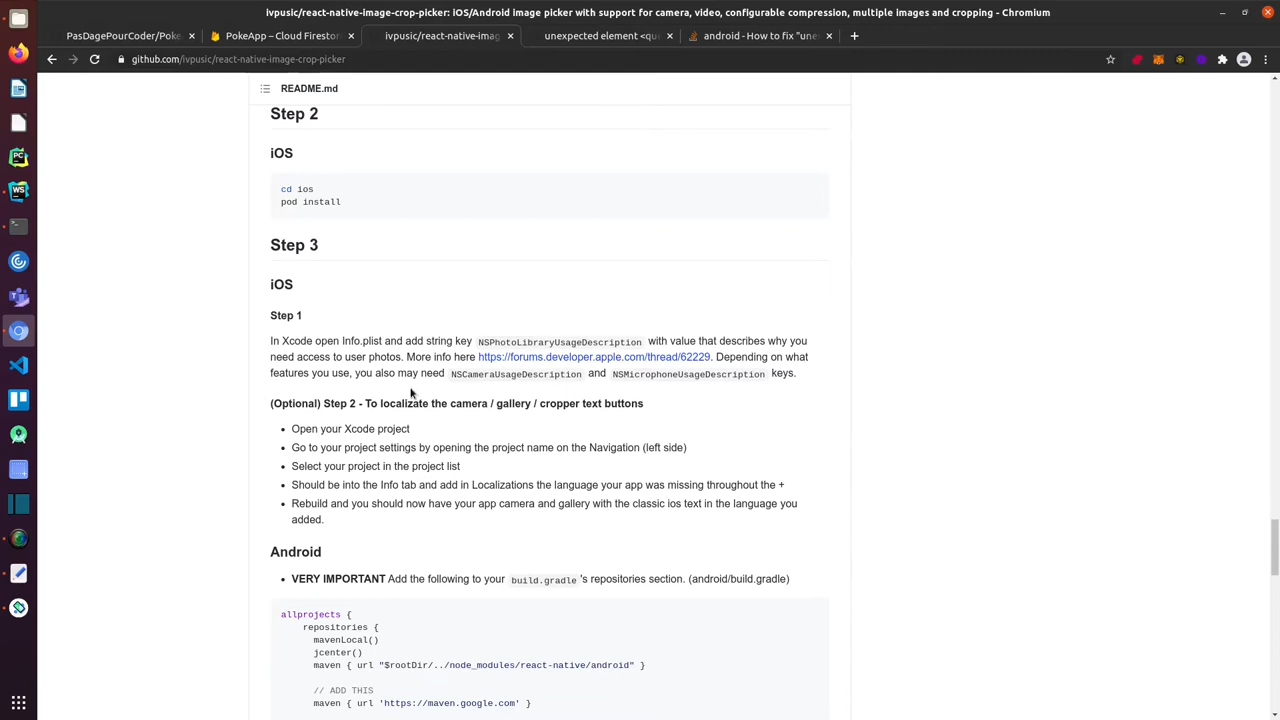 ivpusic/react-native-image-crop-picker: iOS/Android image picker with support for camera, video, configurable compression, multiple images and cropping - Chromium
PasDagePourCoder/Poke
PokeApp – Cloud Firestor
ivpusic/react-native-imag
unexpected element <que
android - How to fix "une
github.com/ivpusic/react-native-image-crop-picker
README.md
Step 2
iOS
cd ios
pod install
Step 3
iOS
Step 1
In Xcode open Info.plist and add string key NSPhotoLibraryUsageDescription with value that describes why you
need access to user photos. More info here https://forums.developer.apple.com/thread/62229. Depending on what
features you use, you also may need NSCameraUsageDescription and NSMicrophoneUsageDescription keys.
(Optional) Step 2 - To localizate the camera / gallery / cropper text buttons
• Open your Xcode project
• Go to your project settings by opening the project name on the Navigation (left side)
• Select your project in the project list
• Should be into the Info tab and add in Localizations the language your app was missing throughout the +
• Rebuild and you should now have your app camera and gallery with the classic ios text in the language you
added.
Android
• VERY IMPORTANT Add the following to your build.gradle 's repositories section. (android/build.gradle)
allprojects {
repositories {
mavenLocal()
jcenter()
maven { url "$rootDir/../node_modules/react-native/android" }
// ADD THIS
maven { url 'https://maven.google.com' }